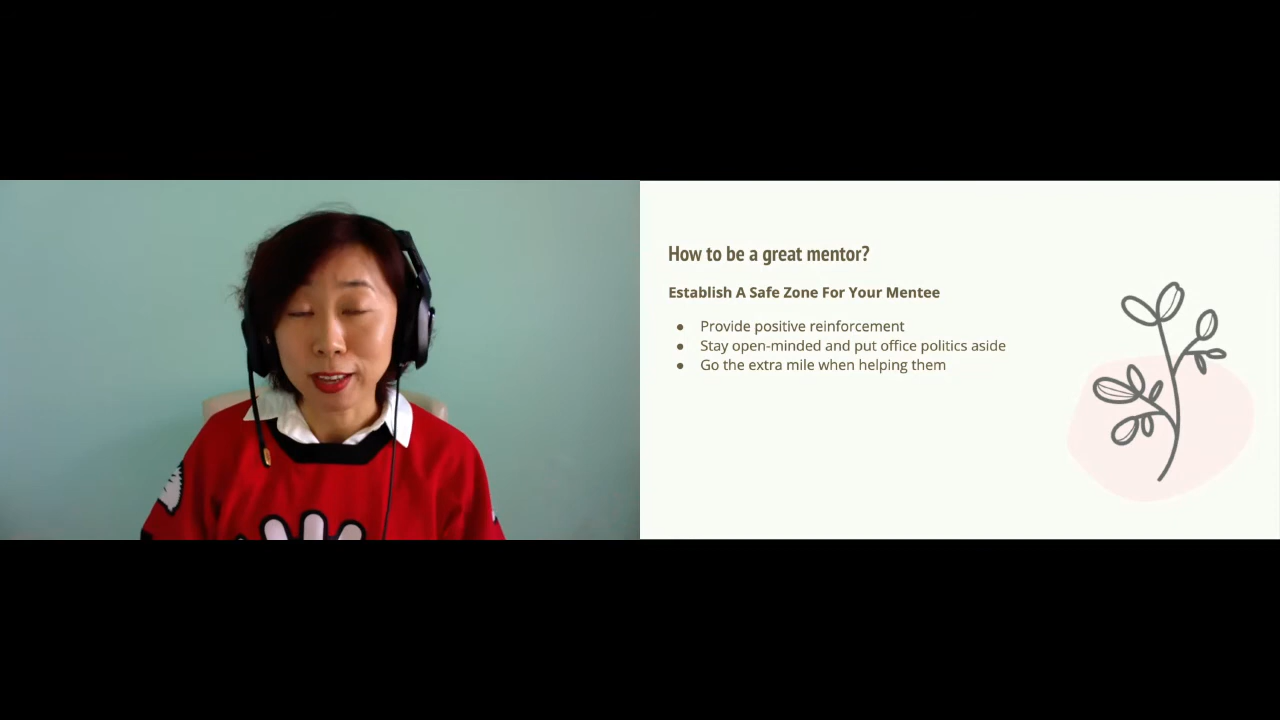 How to be a great mentor?
Establish A Safe Zone For Your Mentee
● Provide positive reinforcement
● Stay open-minded and put office politics aside
● Go the extra mile when helping them